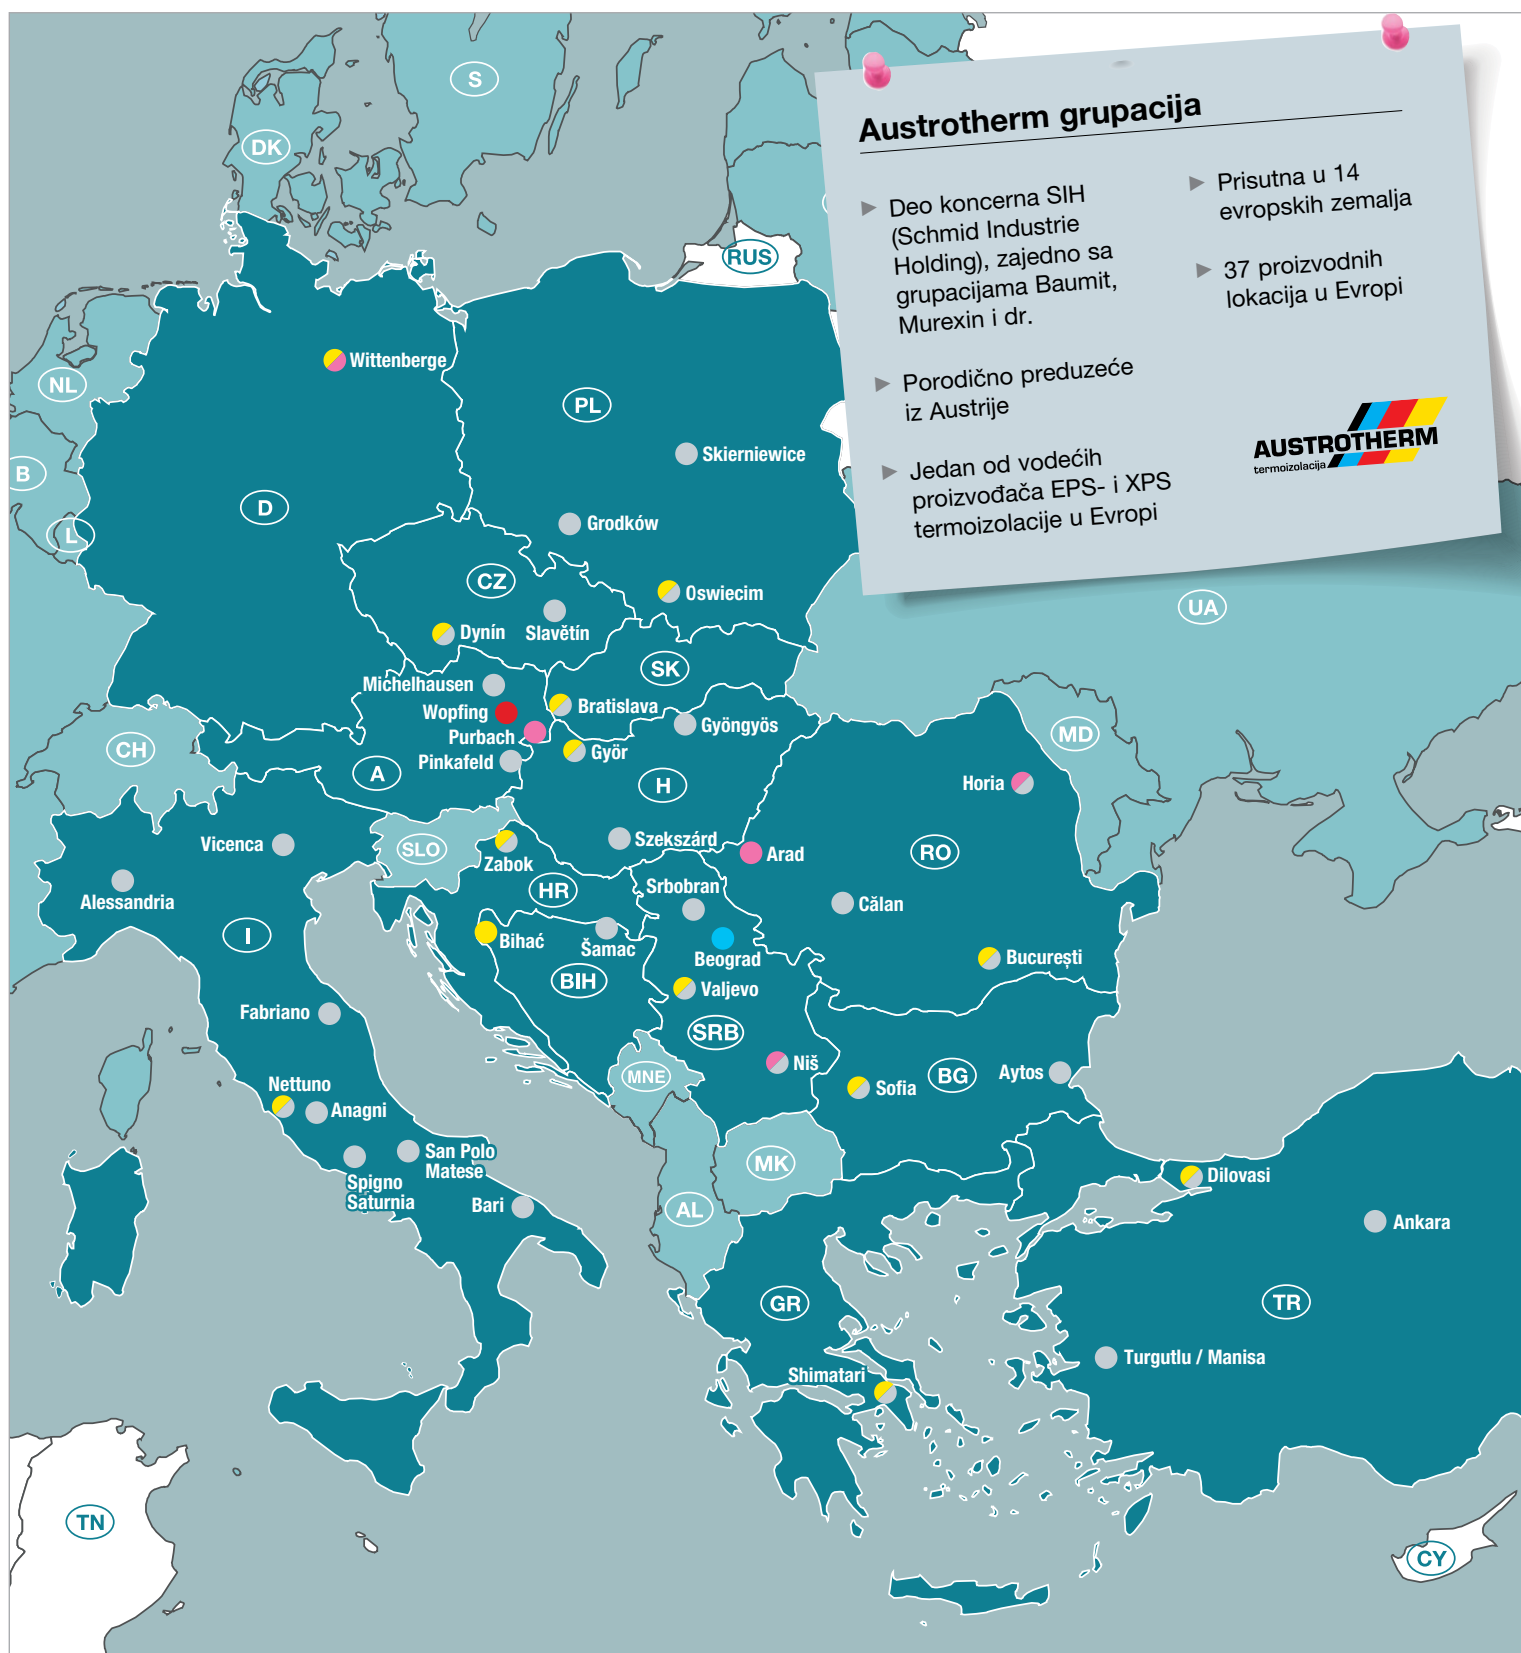 Austrotherm grupacija
► Deo koncerna SIH
(Schmid Industrie
Holding), zajedno sa
grupacijama Baumit,
Murexin i dr.
► Porodično preduzeće
iz Austrije
► Jedan od vodećih
proizvođača EPS- i XPS
termoizolacije u Evropi
► Prisutna u 14
evropskih zemalja
► 37 proizvodnih
lokacija u Evropi
AUSTROTHERM
termoizolacija
S
DK
RUS
NL
Wittenberge
PL
B
Skierniewice
D
L
Grodków
CZ
Oswiecim
UA
Slavětín
Dynín
SK
Michelhausen
Bratislava
Wopfing
Gyöngyös
Purbach
MD
CH
Györ
Pinkafeld
A
H
Horia
Vicenca
SLO
Zabok
Szekszárd
Arad
RO
Alessandria
HR
Srbobran
Călan
I
Bihać
Šamac
Beograd
București
BIH
Valjevo
Fabriano
SRB
Niš
MNE
BG
Aytos
Sofia
Nettuno
Anagni
San Polo
Matese
MK
Spigno
Saturnia
Dilovasi
Bari
AL
Ankara
GR
TR
Turgutlu / Manisa
Shimatari
TN
CY